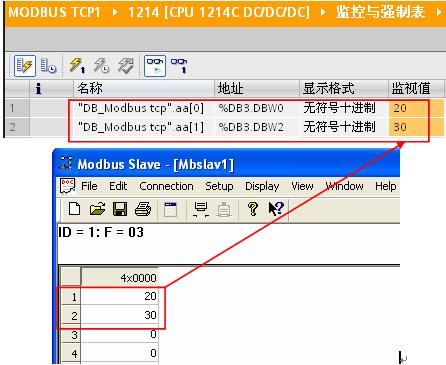 MODBUS TCP1 ▸ 1214 [CPU 1214C DC/DC/DC] ▸ 监控与强制表 ▸
i 名称 地址 显示格式 监视值
1 "DB_Modbus tcp".aa[0] %DB3.DBW0 无符号十进制 20
2 "DB_Modbus tcp".aa[1] %DB3.DBW2 无符号十进制 30
Modbus Slave - [Mbslav1]
File Edit Connection Setup Display View Window Help
ID = 1: F = 03
4x0000
1 20
2 30
3 0
4 0